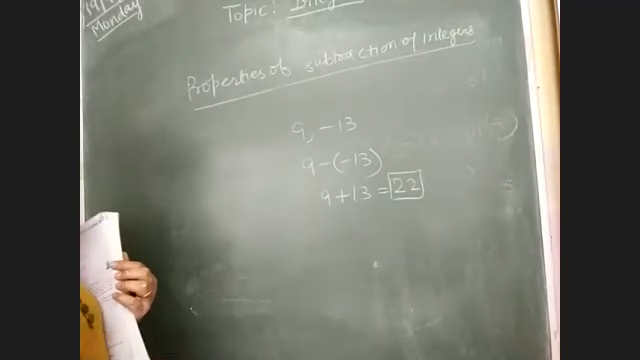 Monday
Topic:
Properties of subtraction of integers
9, -13
9-(-13)
9+13=22